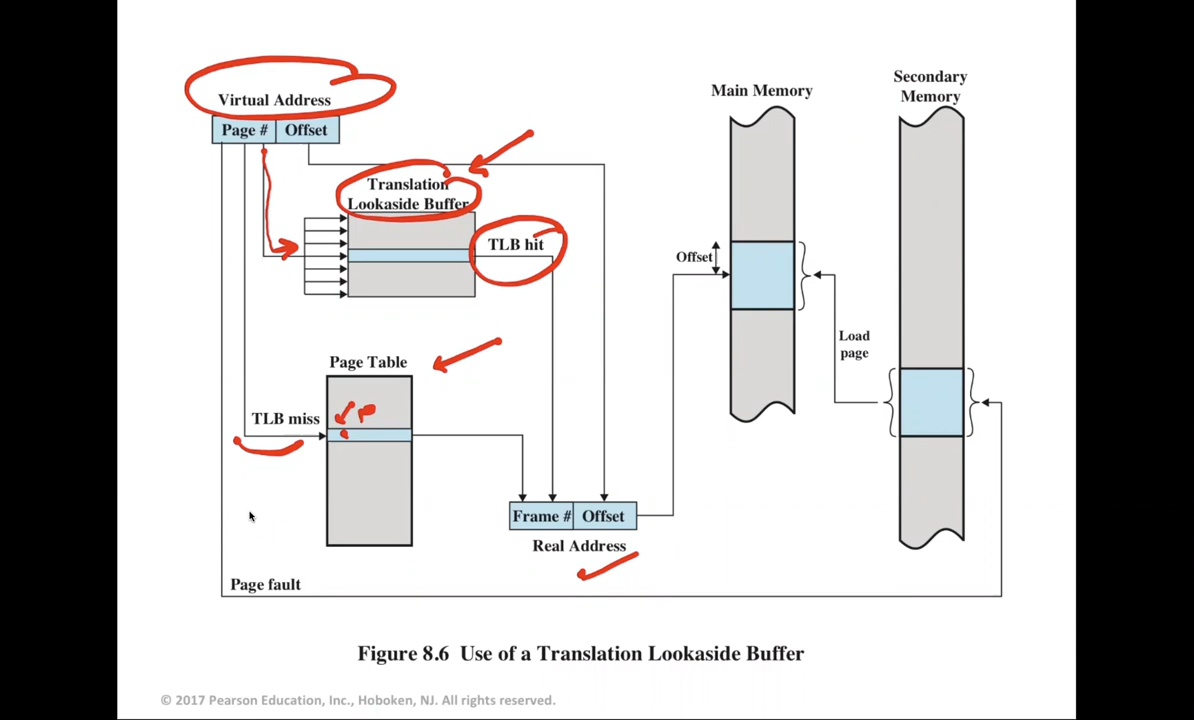 Secondary
Memory
Main Memory
Virtual Address
Page # Offset
Translation
Lookaside Buffer
TLB hit
Offset
Load
page
Page Table
TLB miss
P
Frame # Offset
Real Address
Page fault
Figure 8.6 Use of a Translation Lookaside Buffer
© 2017 Pearson Education, Inc., Hoboken, NJ. All rights reserved.